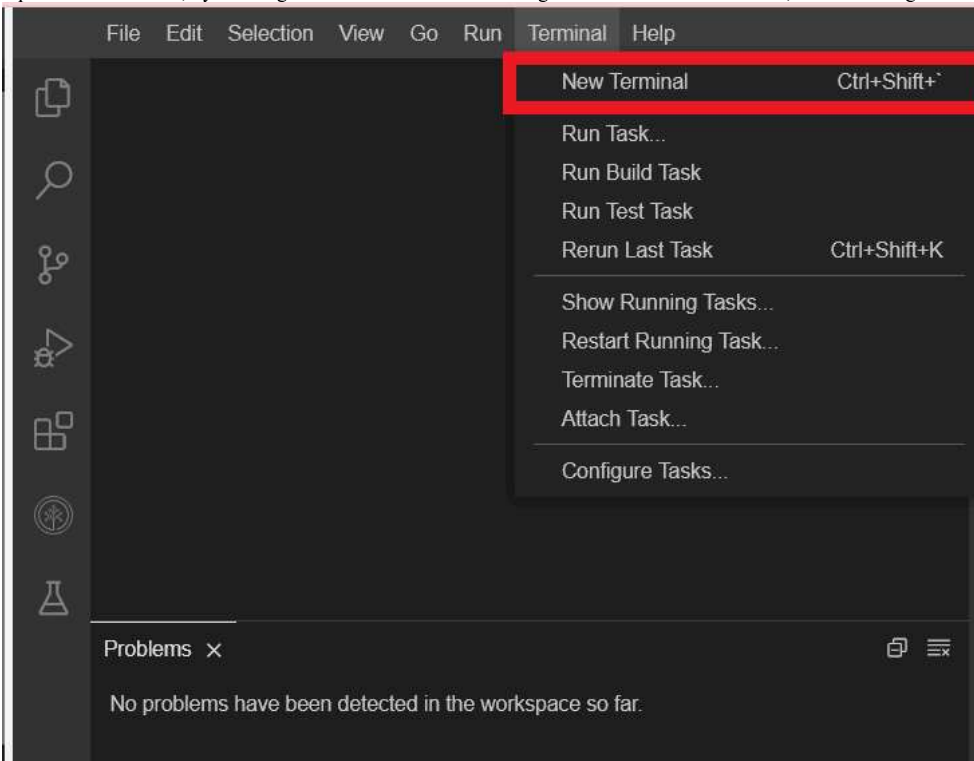 File Edit Selection View Go Run Terminal Help
New Terminal Ctrl+Shift+`
Run Task...
Run Build Task
Run Test Task
Rerun Last Task Ctrl+Shift+K
Show Running Tasks...
Restart Running Task...
Terminate Task...
Attach Task...
Configure Tasks...
Problems
No problems have been detected in the workspace so far.